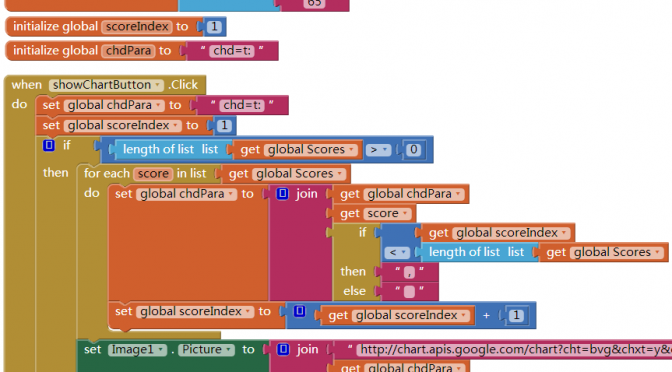 65
initialize global scoreIndex to 1
initialize global chdPara to " chd=t: "
when showChartButton .Click
do set global chdPara to " chd=t: "
set global scoreIndex to 1
if length of list list get global Scores > 0
then for each score in list get global Scores
do set global chdPara to join get global chdPara
get score
if get global scoreIndex
< length of list list get global Scores
then " , "
else " "
set global scoreIndex to get global scoreIndex + 1
set Image1 . Picture to join " http://chart.apis.google.com/chart?cht=bvg&chxt=y&
get global chdPara